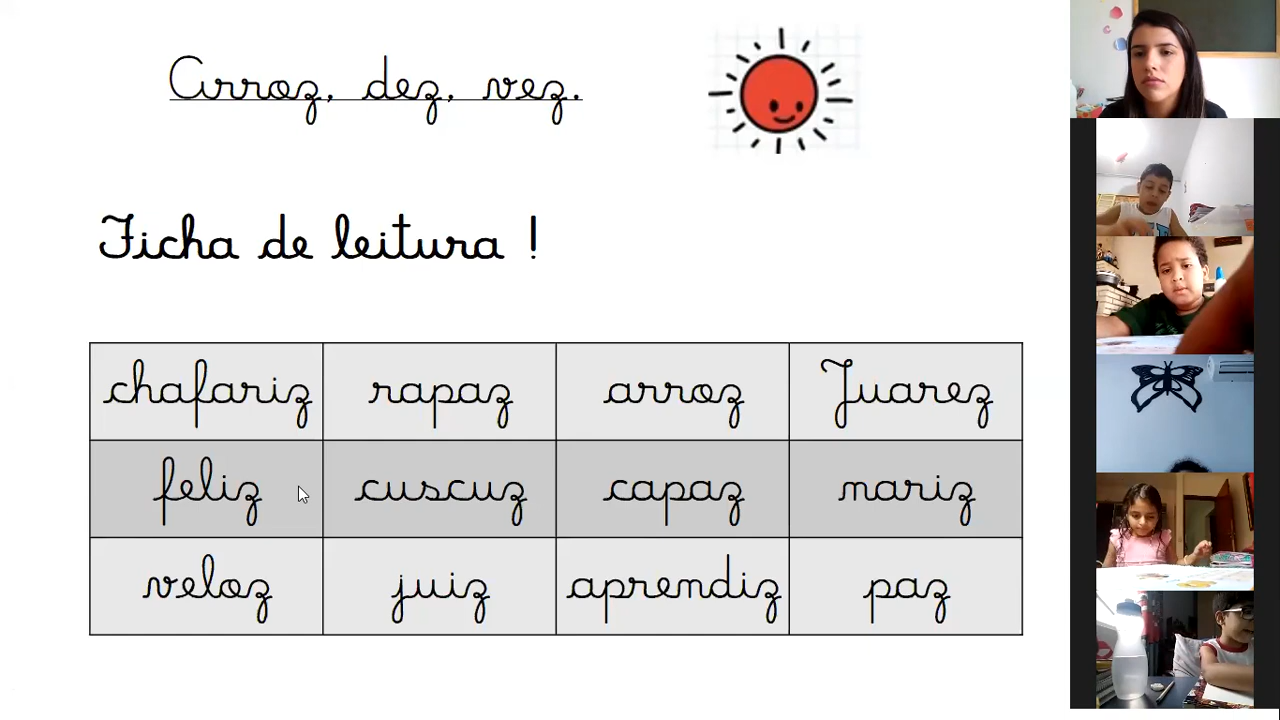 Arroz, dez, vez.
Ficha de leitura !
chafariz rapaz arroz Juarez
feliz cuscuz capaz nariz
veloz juiz aprendiz paz